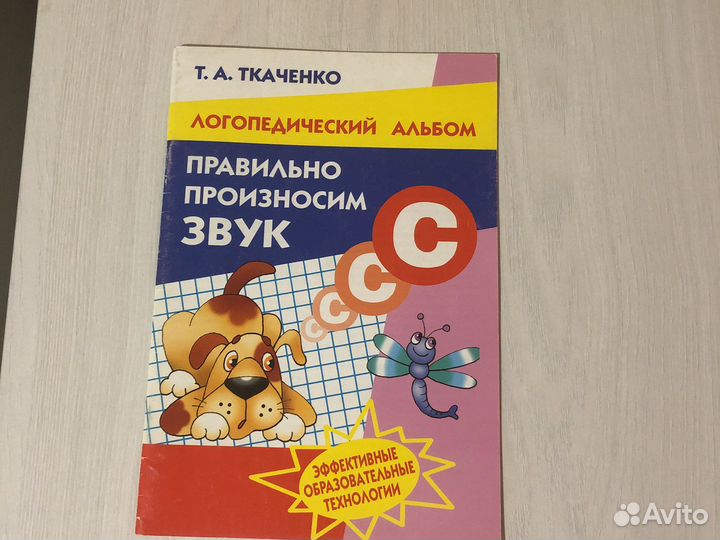 Т. А. ТКАЧЕНКО
ЛОГОПЕДИЧЕСКИЙ АЛЬБОМ
ПРАВИЛЬНО
ПРОИЗНОСИМ
ЗВУК
С С С С
ЭФФЕКТИВНЫЕ
ОБРАЗОВАТЕЛЬНЫЕ
ТЕХНОЛОГИИ
Avito